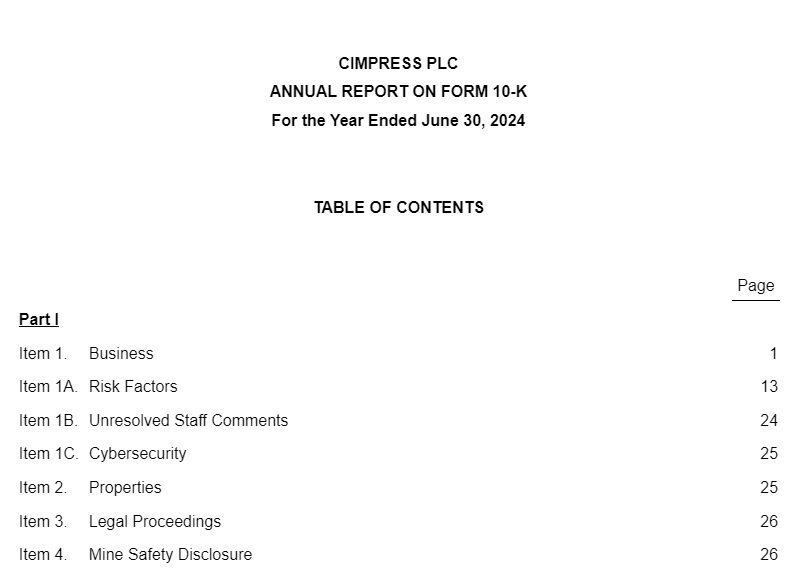 CIMPRESS PLC
ANNUAL REPORT ON FORM 10-K
For the Year Ended June 30, 2024
TABLE OF CONTENTS
Page
Part I
Item 1. Business 1
Item 1A. Risk Factors 13
Item 1B. Unresolved Staff Comments 24
Item 1C. Cybersecurity 25
Item 2. Properties 25
Item 3. Legal Proceedings 26
Item 4. Mine Safety Disclosure 26